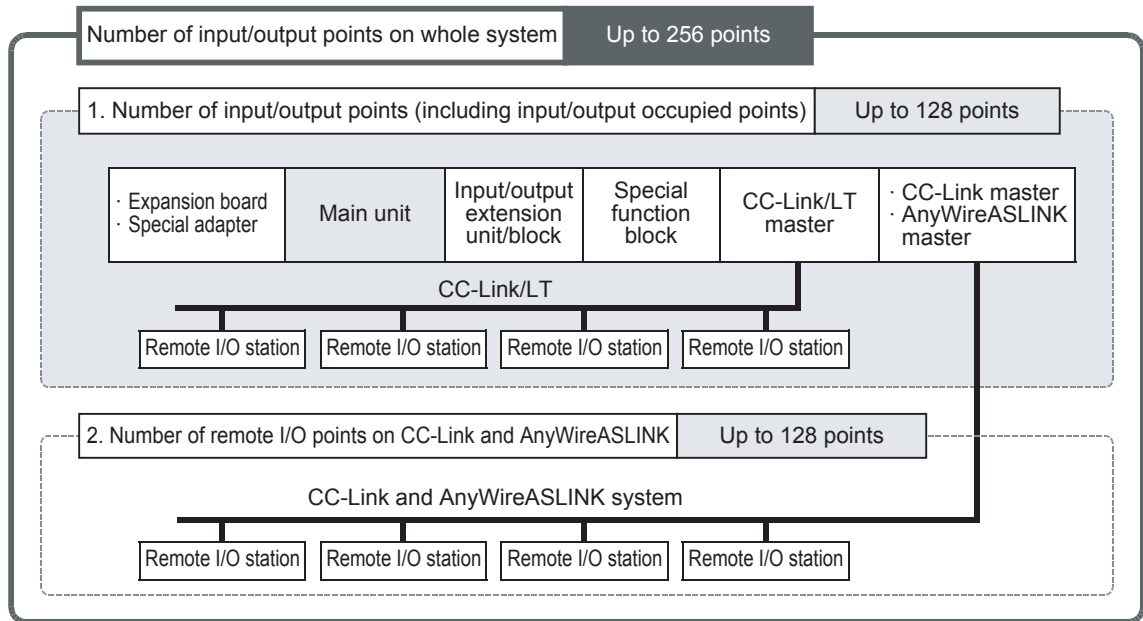 Number of input/output points on whole system Up to 256 points
1. Number of input/output points (including input/output occupied points) Up to 128 points
· Expansion board
· Special adapter
Main unit
Input/output
extension
unit/block
Special
function
block
CC-Link/LT
master
· CC-Link master
· AnyWireASLINK
master
CC-Link/LT
Remote I/O station Remote I/O station Remote I/O station Remote I/O station
2. Number of remote I/O points on CC-Link and AnyWireASLINK Up to 128 points
CC-Link and AnyWireASLINK system
Remote I/O station Remote I/O station Remote I/O station Remote I/O station